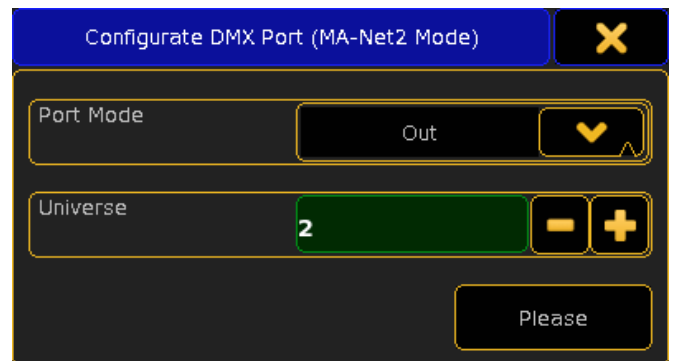 Configurate DMX Port (MA-Net2 Mode)
Port Mode
Out
Universe
2
Please